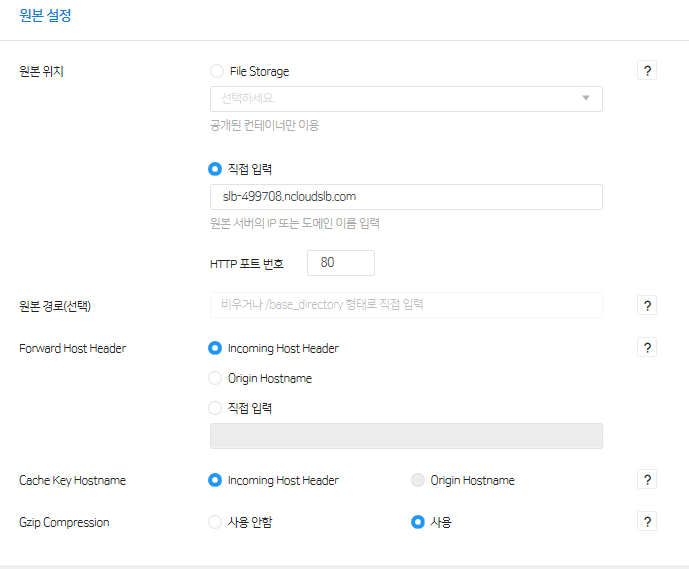 원본 설정
원본 위치
File Storage
?
선택하세요.
공개된 컨테이너만 이용
직접 입력
slb-499708.ncloudslb.com
원본 서버의 IP 또는 도메인 이름 입력
HTTP 포트 번호 80
원본 경로(선택) 비우거나 /base_directory 형태로 직접 입력 ?
Forward Host Header Incoming Host Header ?
Origin Hostname
직접 입력
Cache Key Hostname Incoming Host Header Origin Hostname ?
Gzip Compression 사용 안함 사용 ?